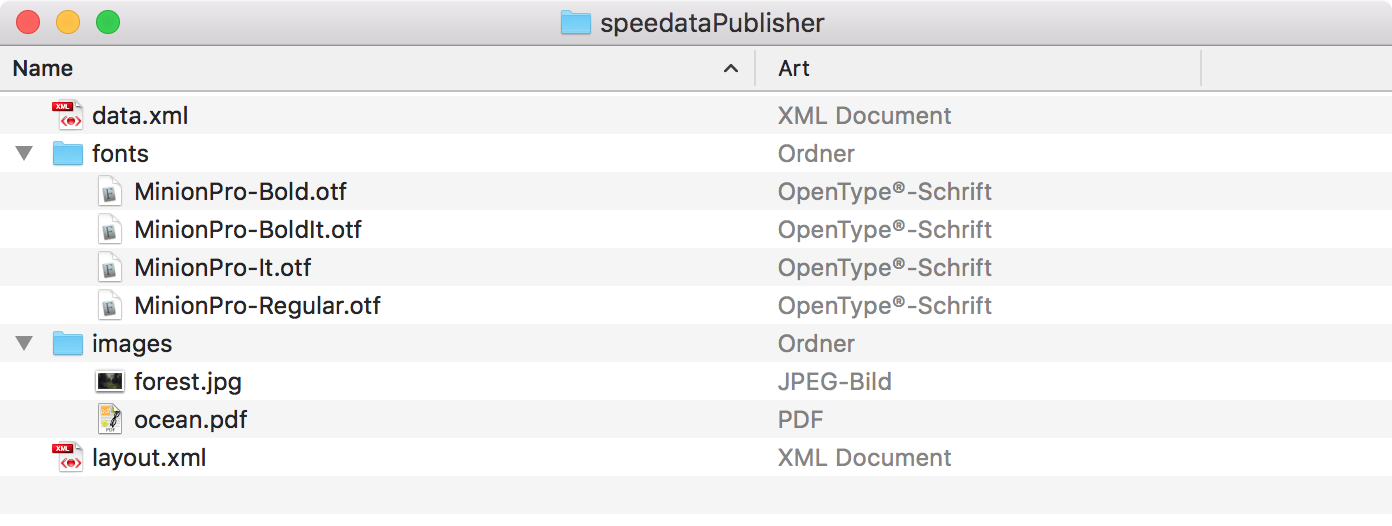 speedataPublisher
Name Art
data.xml XML Document
fonts Ordner
MinionPro-Bold.otf OpenType®-Schrift
MinionPro-BoldIt.otf OpenType®-Schrift
MinionPro-It.otf OpenType®-Schrift
MinionPro-Regular.otf OpenType®-Schrift
images Ordner
forest.jpg JPEG-Bild
ocean.pdf PDF
layout.xml XML Document